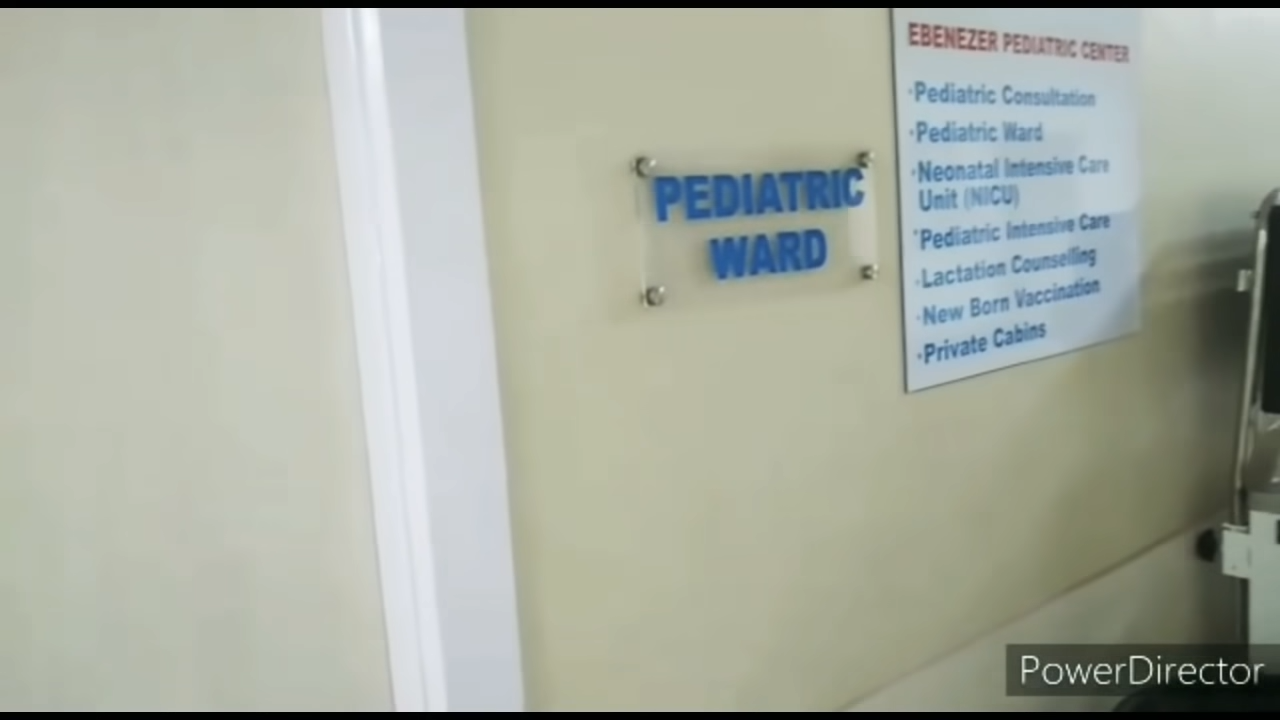 PEDIATRIC
WARD
EBENEZER PEDIATRIC CENTER
·Pediatric Consultation
·Pediatric Ward
·Neonatal Intensive Care
Unit (NICU)
·Pediatric Intensive Care
·Lactation Counselling
·New Born Vaccination
·Private Cabins
PowerDirector